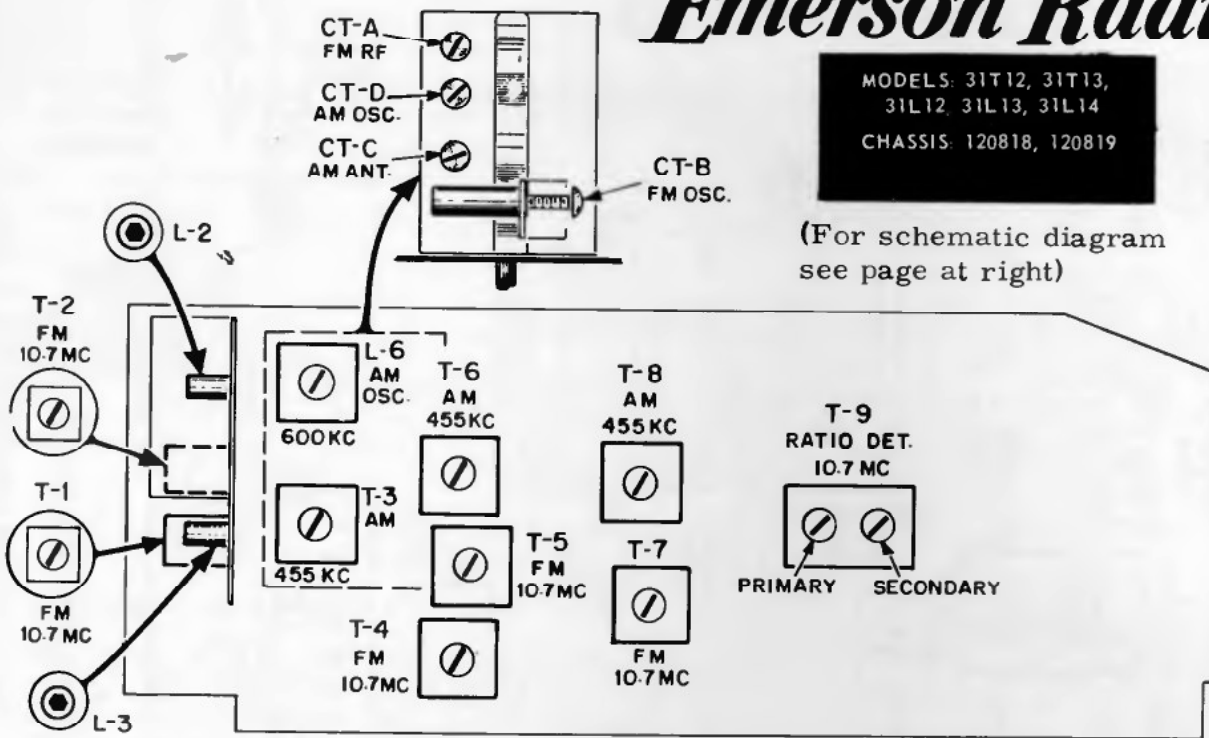 Emerson Radi
MODELS: 31T12, 31T13,
31L12, 31L13, 31L14
CHASSIS: 120818, 120819
(For schematic diagram
see page at right)
CT-A
FM RF
CT-D
AM OSC.
CT-C
AM ANT.
CT-B
FM OSC.
L-2
T-2
FM
10.7 MC
T-1
FM
10.7 MC
L-3
L-6
AM
OSC.
600 KC
T-3
AM
455 KC
T-6
AM
455 KC
T-5
FM
10.7 MC
T-4
FM
10.7 MC
T-8
AM
455 KC
T-7
FM
10.7 MC
T-9
RATIO DET.
10.7 MC
PRIMARY
SECONDARY